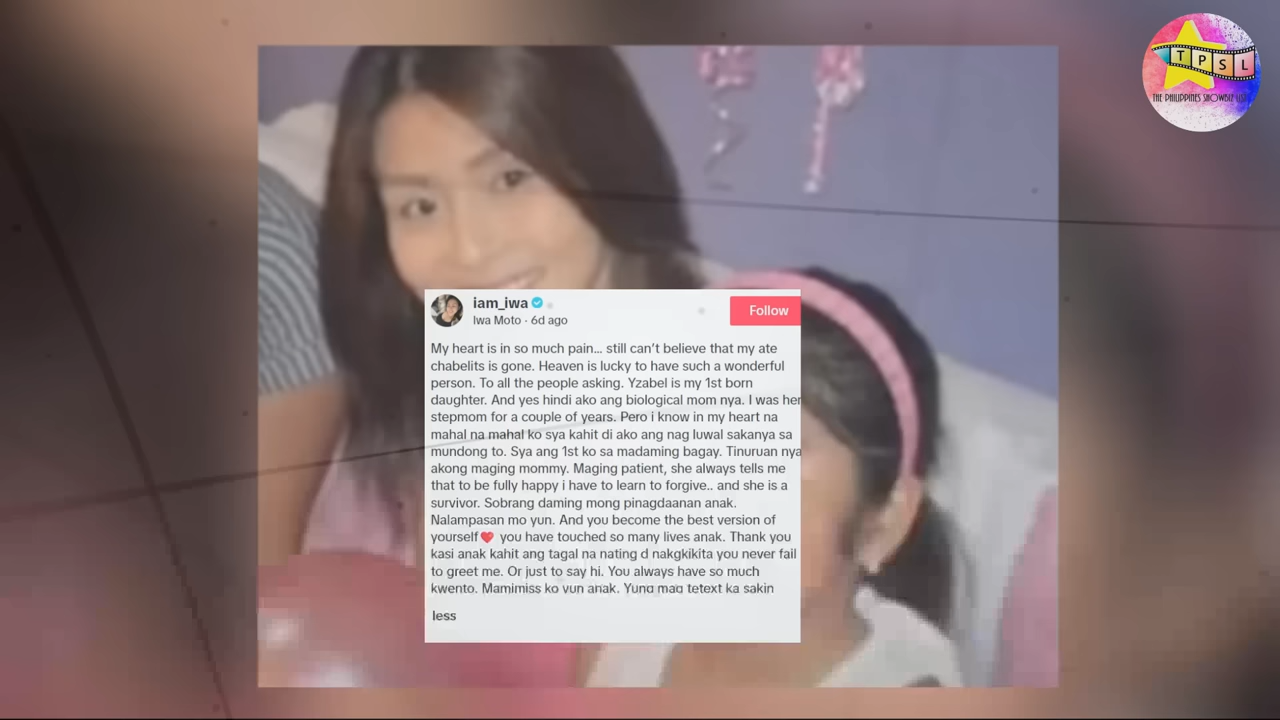 TPSL
THE PHILIPPINES SHOWBIZ LIST
iam_iwa
Iwa Moto · 6d ago
Follow
My heart is in so much pain... still can't believe that my ate
chabelits is gone. Heaven is lucky to have such a wonderful
person. To all the people asking. Yzabel is my 1st born
daughter. And yes hindi ako ang biological mom nya. I was her
stepmom for a couple of years. Pero i know in my heart na
mahal na mahal ko sya kahit di ako ang nag luwal sakanya sa
mundong to. Sya ang 1st ko sa madaming bagay. Tinuruan nya
akong maging mommy. Maging patient, she always tells me
that to be fully happy i have to learn to forgive.. and she is a
survivor. Sobrang daming mong pinagdaanan anak.
Nalampasan mo yun. And you become the best version of
yourself❤️ you have touched so many lives anak. Thank you
kasi anak kahit ang tagal na nating d nakgkikita you never fail
to greet me. Or just to say hi. You always have so much
kwento. Mamimiss ko yun anak. Yung mag tetext ka sakin
less